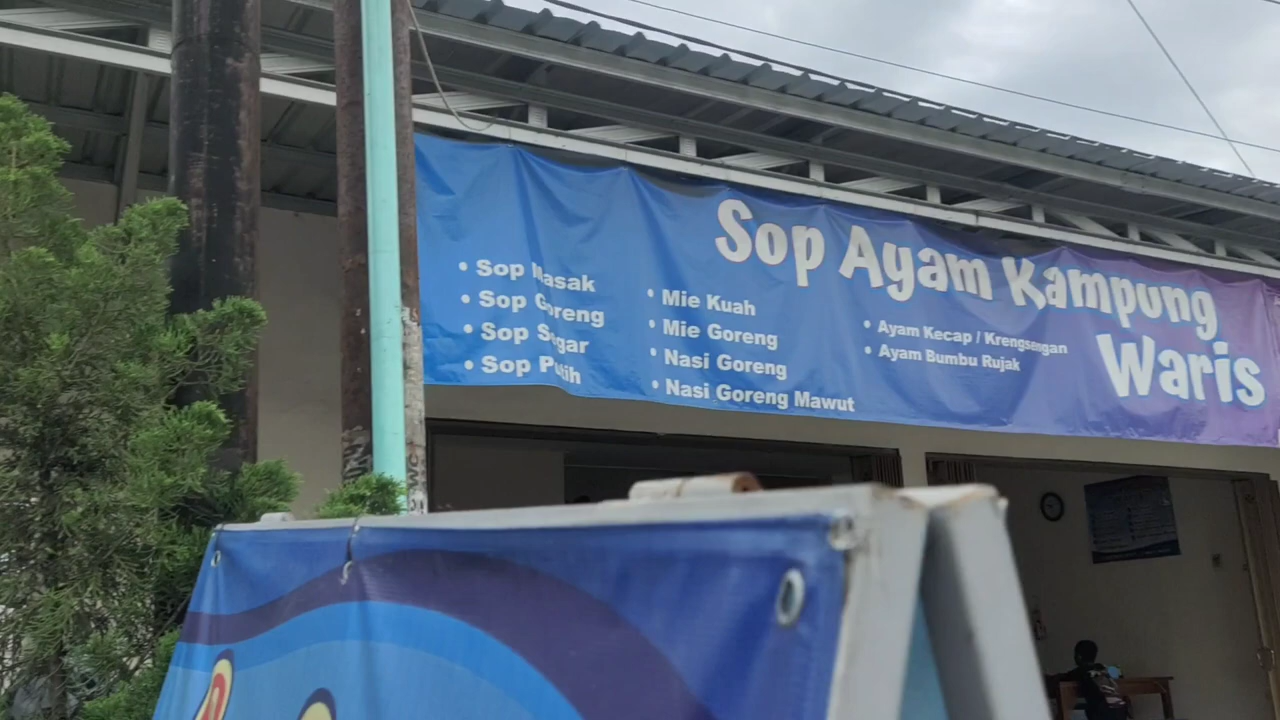 Sop Ayam Kampung
Waris
• Sop Masak
• Sop Goreng
• Sop Segar
• Sop Putih
• Mie Kuah
• Mie Goreng
• Nasi Goreng
• Nasi Goreng Mawut
• Ayam Kecap / Krengsengan
• Ayam Bumbu Rujak